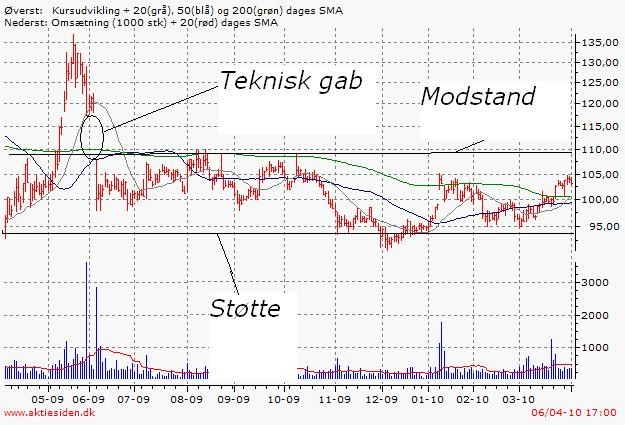 Øverst:   Kursudvikling + 20(grå), 50(blå) og 200(grøn) dages SMA
Nederst: Omsætning (1000 stk) + 20(rød) dages SMA
135,00
130,00
Teknisk gab
125,00
Modstand
120,00
115,00
110,00
105,00
100,00
95,00
Støtte
3000
2000
1000
05-09 06-09 07-09 08-09 09-09 10-09 11-09 12-09 01-10 02-10 03-10
www.aktiesiden.dk 06/04-10 17:00